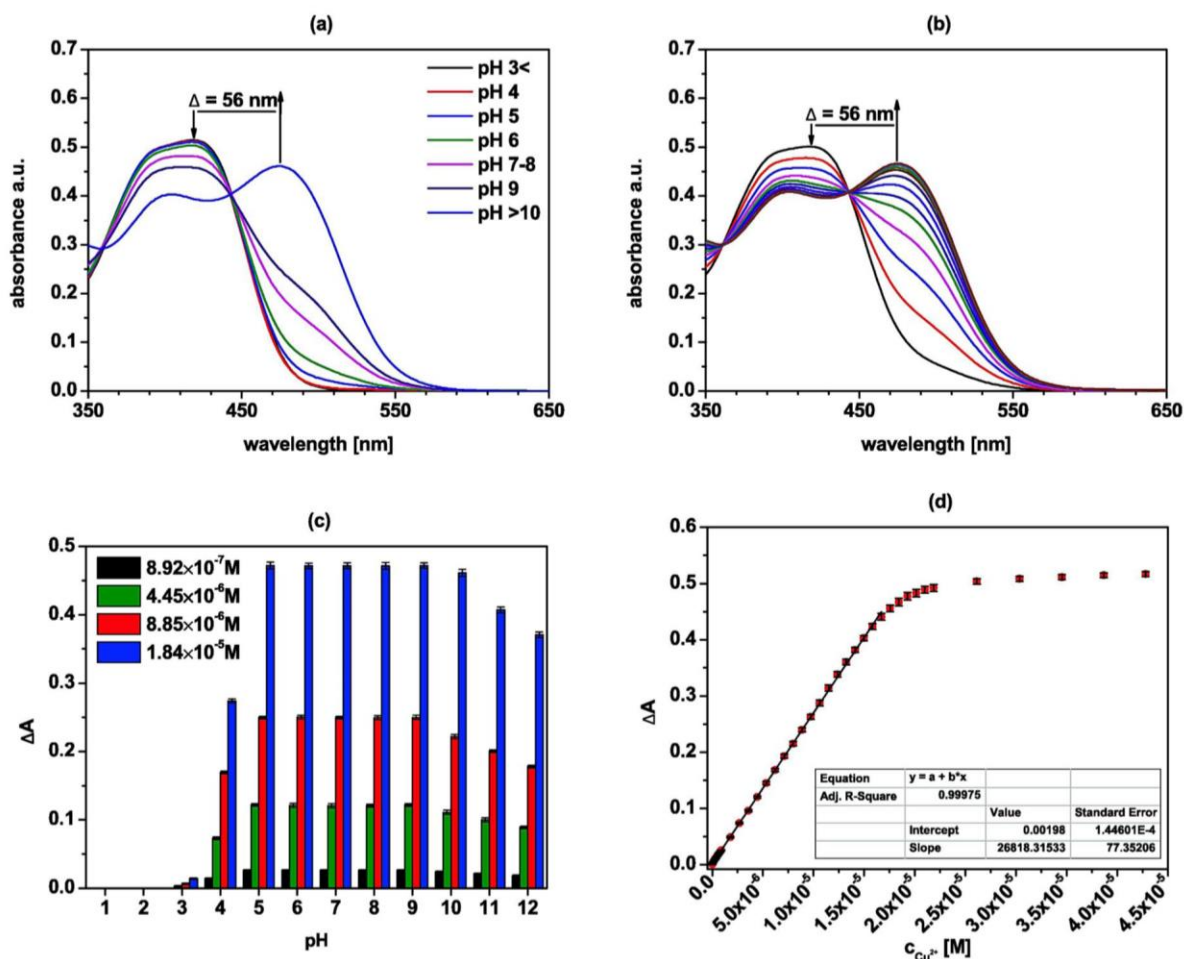 (a)
0.7
0.6
0.5
0.4
0.3
0.2
0.1
0.0
absorbance a.u.
Δ = 56 nm
pH 3<
pH 4
pH 5
pH 6
pH 7-8
pH 9
pH >10
350
450
550
650
wavelength [nm]
(b)
0.7
0.6
0.5
0.4
0.3
0.2
0.1
0.0
absorbance a.u.
Δ = 56 nm
350
450
550
650
wavelength [nm]
(c)
0.5
0.4
0.3
0.2
0.1
0.0
ΔA
8.92×10⁻⁷M
4.45×10⁻⁶M
8.85×10⁻⁶M
1.84×10⁻⁵M
1 2 3 4 5 6 7 8 9 10 11 12
pH
(d)
0.6
0.5
0.4
0.3
0.2
0.1
0.0
ΔA
Equation y = a + b*x
Adj. R-Square 0.99975
Value Standard Error
Intercept 0.00198 1.44601E-4
Slope 26818.31533 77.35206
0.0
5.0x10⁻⁶
1.0x10⁻⁵
1.5x10⁻⁵
2.0x10⁻⁵
2.5x10⁻⁵
3.0x10⁻⁵
3.5x10⁻⁵
4.0x10⁻⁵
4.5x10⁻⁵
c Cu²⁺ [M]